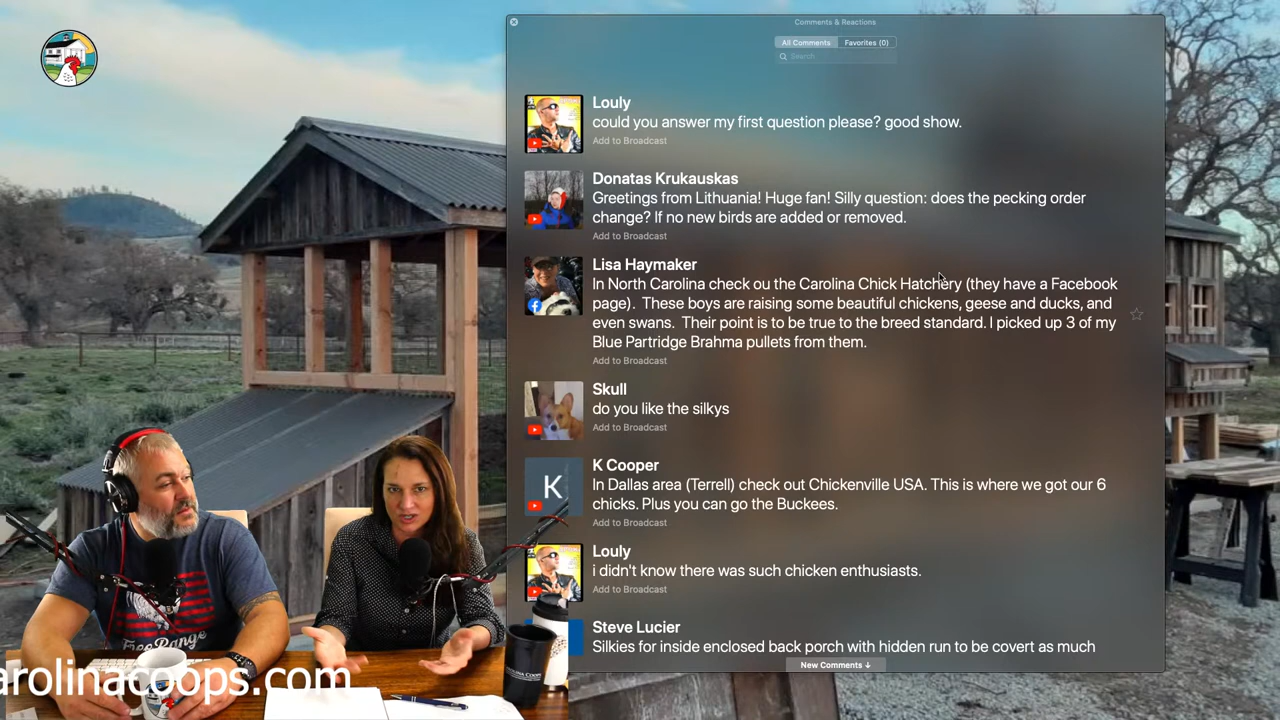 Comments & Reactions
All Comments
Favorites (0)
Search
Louly
could you answer my first question please? good show.
Add to Broadcast
Donatas Krukauskas
Greetings from Lithuania! Huge fan! Silly question: does the pecking order
change? If no new birds are added or removed.
Add to Broadcast
Lisa Haymaker
In North Carolina check ou the Carolina Chick Hatchery (they have a Facebook
page). These boys are raising some beautiful chickens, geese and ducks, and
even swans. Their point is to be true to the breed standard. I picked up 3 of my
Blue Partridge Brahma pullets from them.
Add to Broadcast
Skull
do you like the silkys
Add to Broadcast
K
K Cooper
In Dallas area (Terrell) check out Chickenville USA. This is where we got our 6
chicks. Plus you can go the Buckees.
Add to Broadcast
Louly
i didn't know there was such chicken enthusiasts.
Add to Broadcast
Steve Lucier
Silkies for inside enclosed back porch with hidden run to be covert as much
New Comments ↓
Free Range
arolinacoops.com